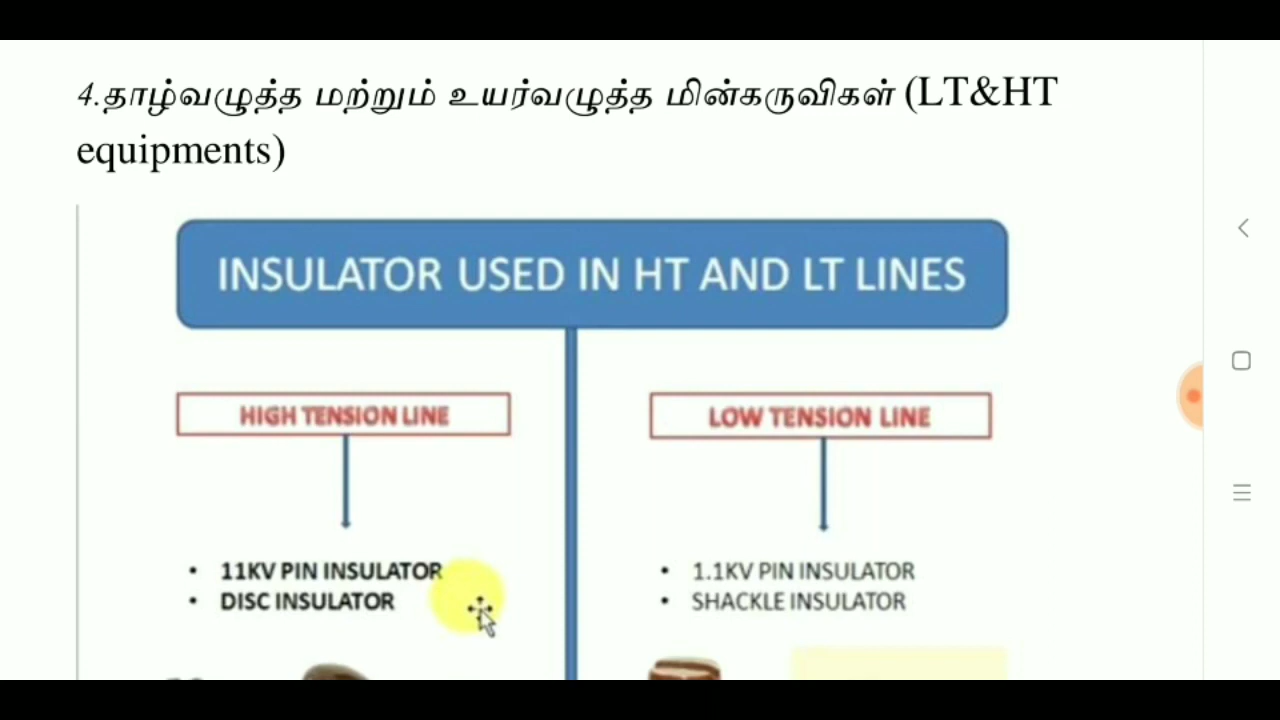 4.தாழ்வழுத்த மற்றும் உயர்வழுத்த மின்கருவிகள் (LT&HT
equipments)
INSULATOR USED IN HT AND LT LINES
HIGH TENSION LINE
LOW TENSION LINE
• 11KV PIN INSULATOR
• DISC INSULATOR
• 1.1KV PIN INSULATOR
• SHACKLE INSULATOR